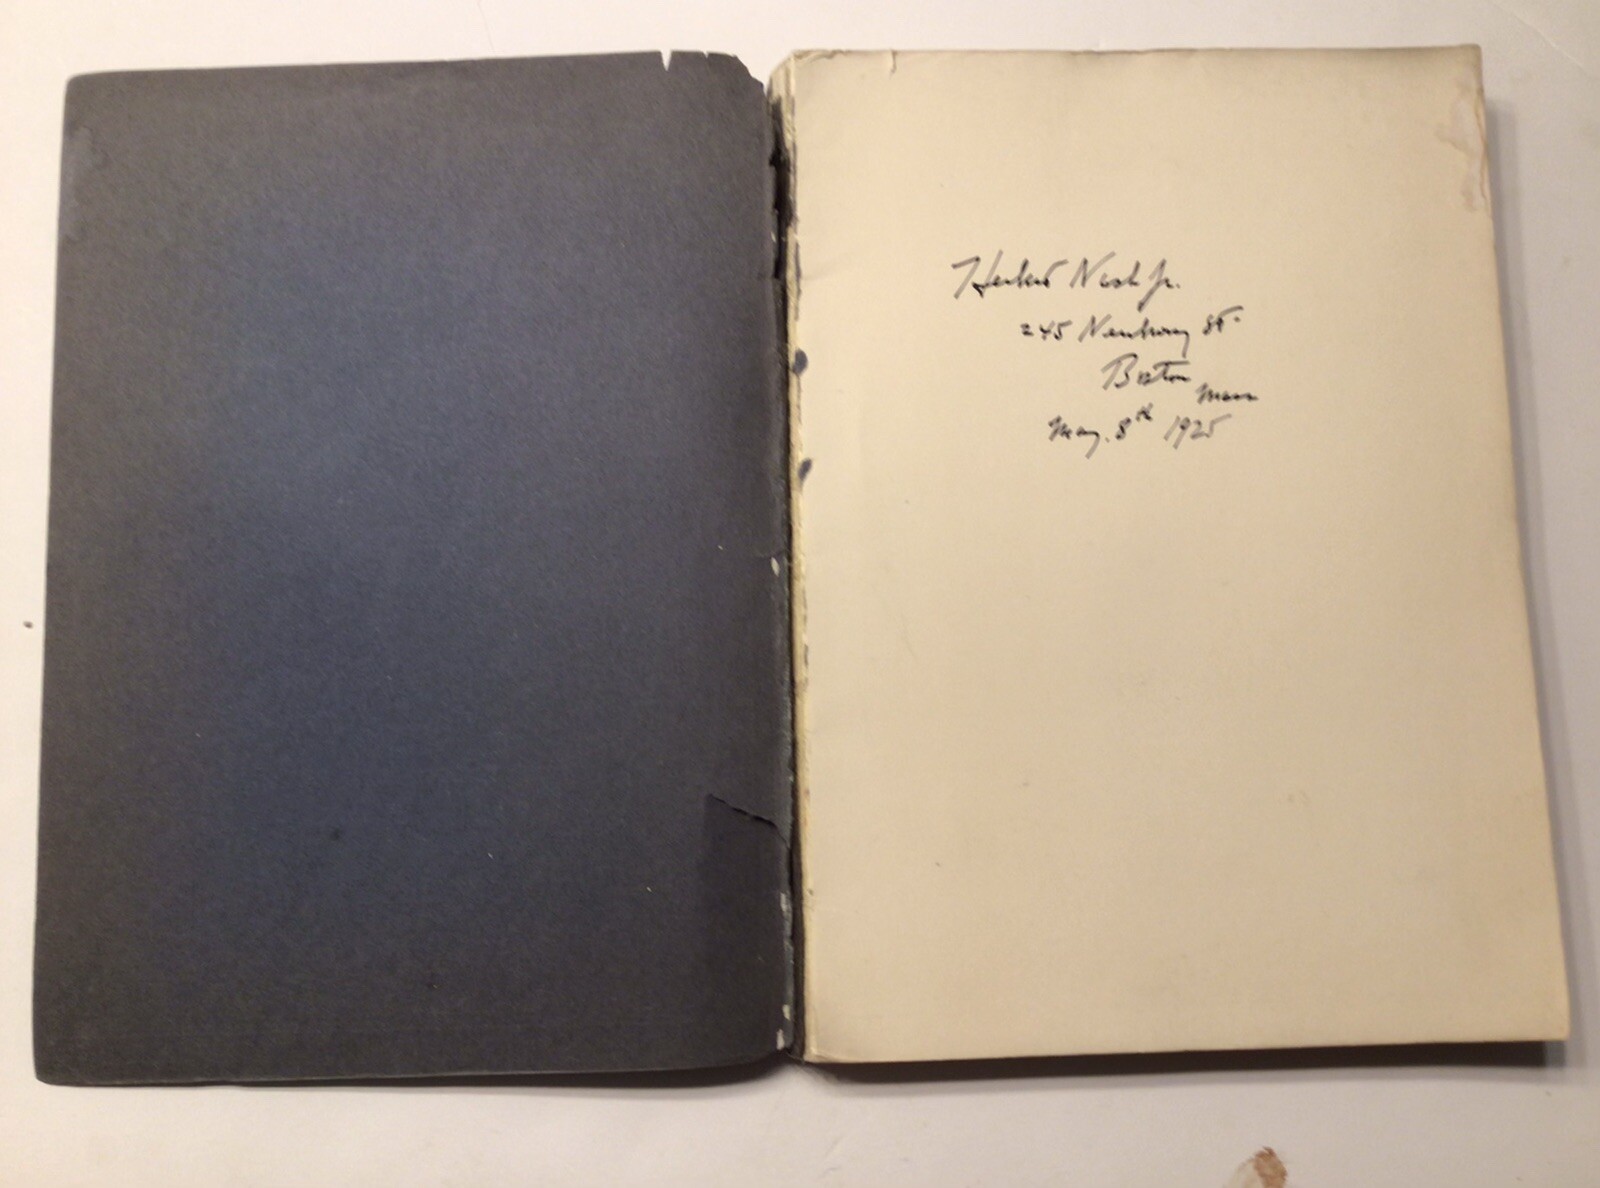 Herbert Nash Jr.
245 Newbury St.
Boston
Mass
May. 8th 1925